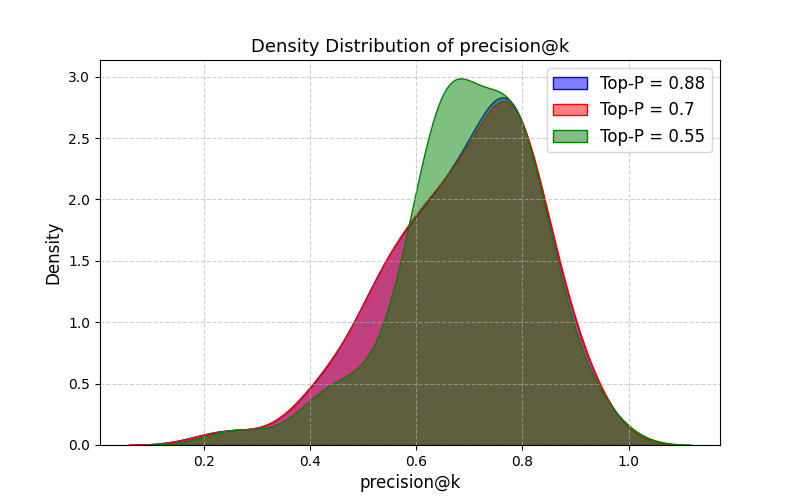 Density Distribution of precision@k
Top-P = 0.88
Top-P = 0.7
Top-P = 0.55
Density
3.0
2.5
2.0
1.5
1.0
0.5
0.0
0.2 0.4 0.6 0.8 1.0
precision@k